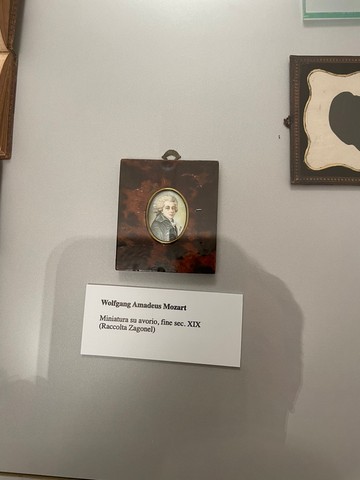 Wolfgang Amadeus Mozart
Miniatura su avorio, fine sec. XIX
(Raccolta Zagonel)